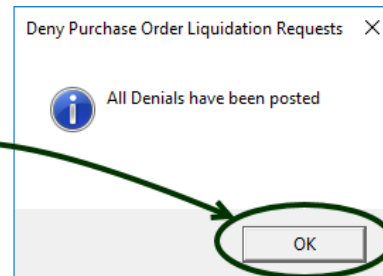 Deny Purchase Order Liquidation Requests
All Denials have been posted
OK